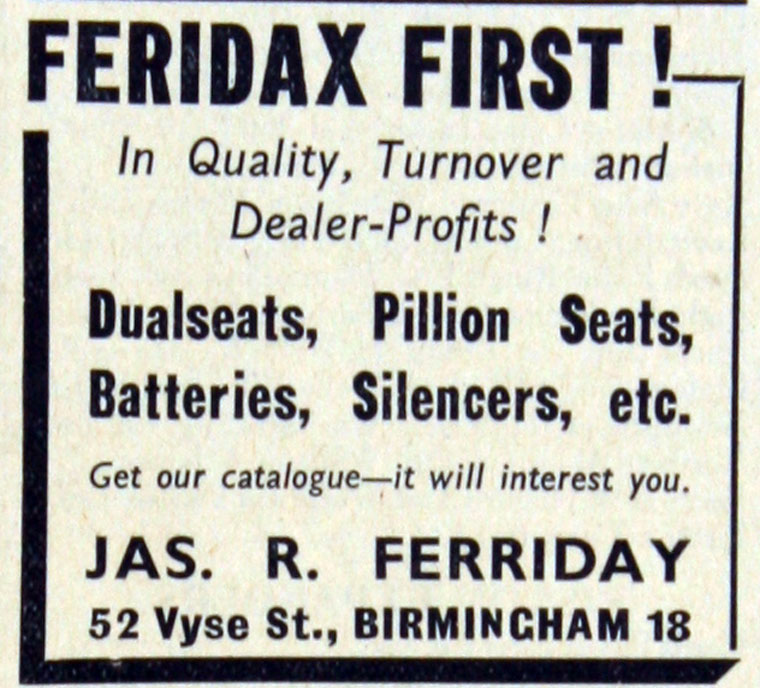 FERIDAX FIRST !
In Quality, Turnover and
Dealer-Profits !
Dualseats, Pillion Seats,
Batteries, Silencers, etc.
Get our catalogue—it will interest you.
JAS. R. FERRIDAY
52 Vyse St., BIRMINGHAM 18